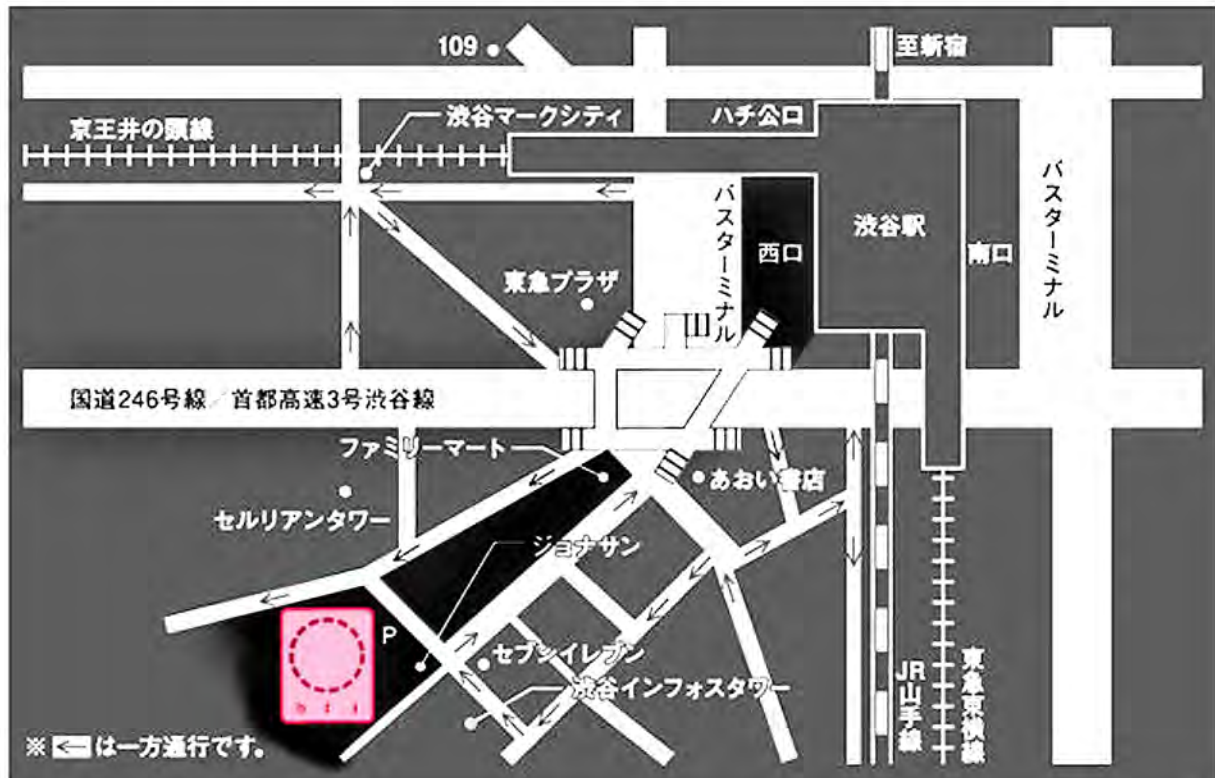 109
至新宿
渋谷マークシティ
ハチ公口
京王井の頭線
バスターミナル
西口
渋谷駅
南口
バスターミナル
東急プラザ
国道246号線／首都高速3号渋谷線
ファミリーマート
あおい書店
セルリアンタワー
ジョナサン
P
セブンイレブン
渋谷インフォスタワー
JR山手線
東急東横線
※ は一方通行です。